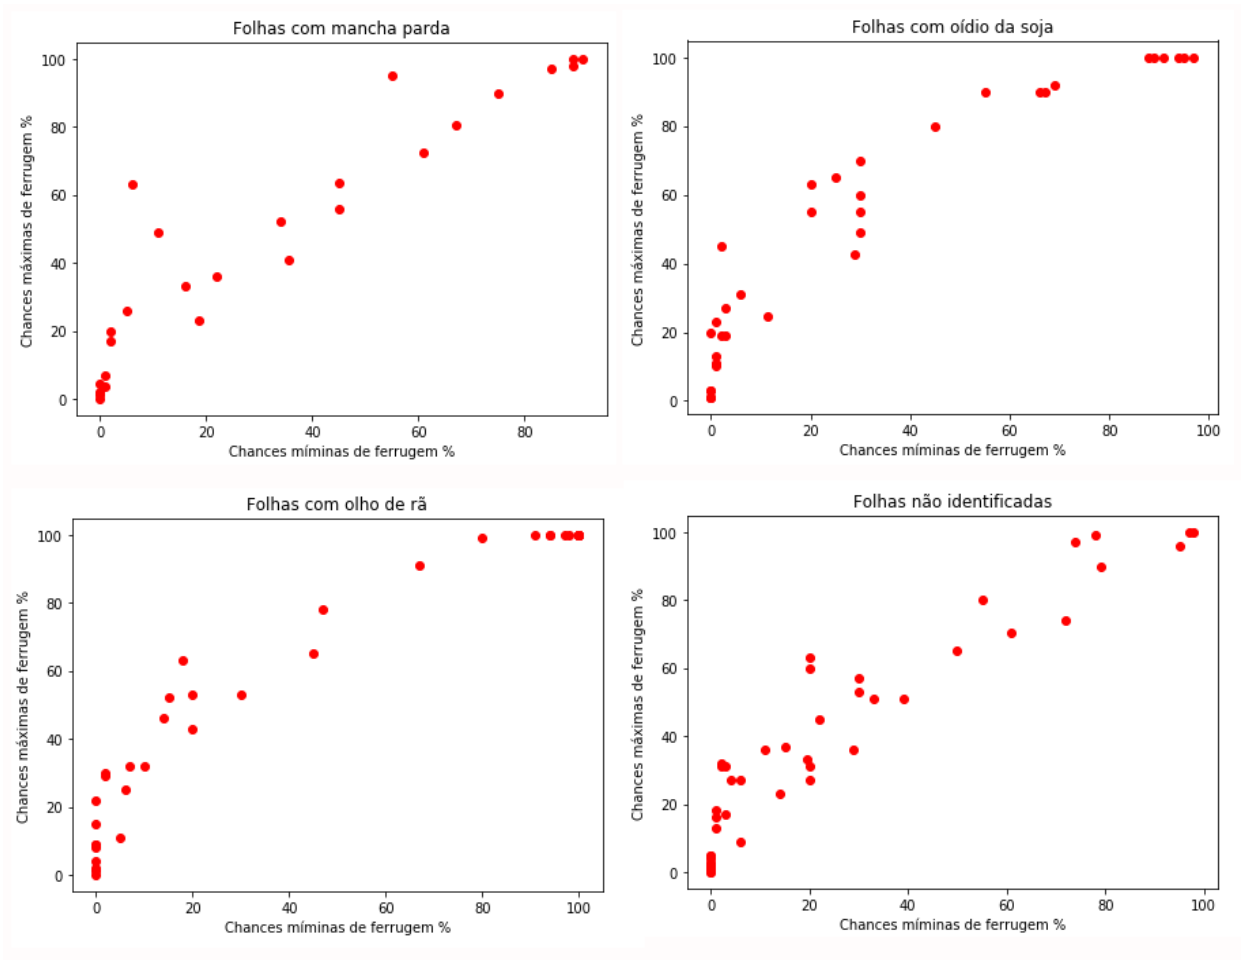 Folhas com mancha parda
Chances máximas de ferrugem %
100
80
60
40
20
0
0 20 40 60 80
Chances míminas de ferrugem %
Folhas com oídio da soja
Chances máximas de ferrugem %
100
80
60
40
20
0
0 20 40 60 80 100
Chances míminas de ferrugem %
Folhas com olho de rã
Chances máximas de ferrugem %
100
80
60
40
20
0
0 20 40 60 80 100
Chances míminas de ferrugem %
Folhas não identificadas
Chances máximas de ferrugem %
100
80
60
40
20
0
0 20 40 60 80 100
Chances míminas de ferrugem %